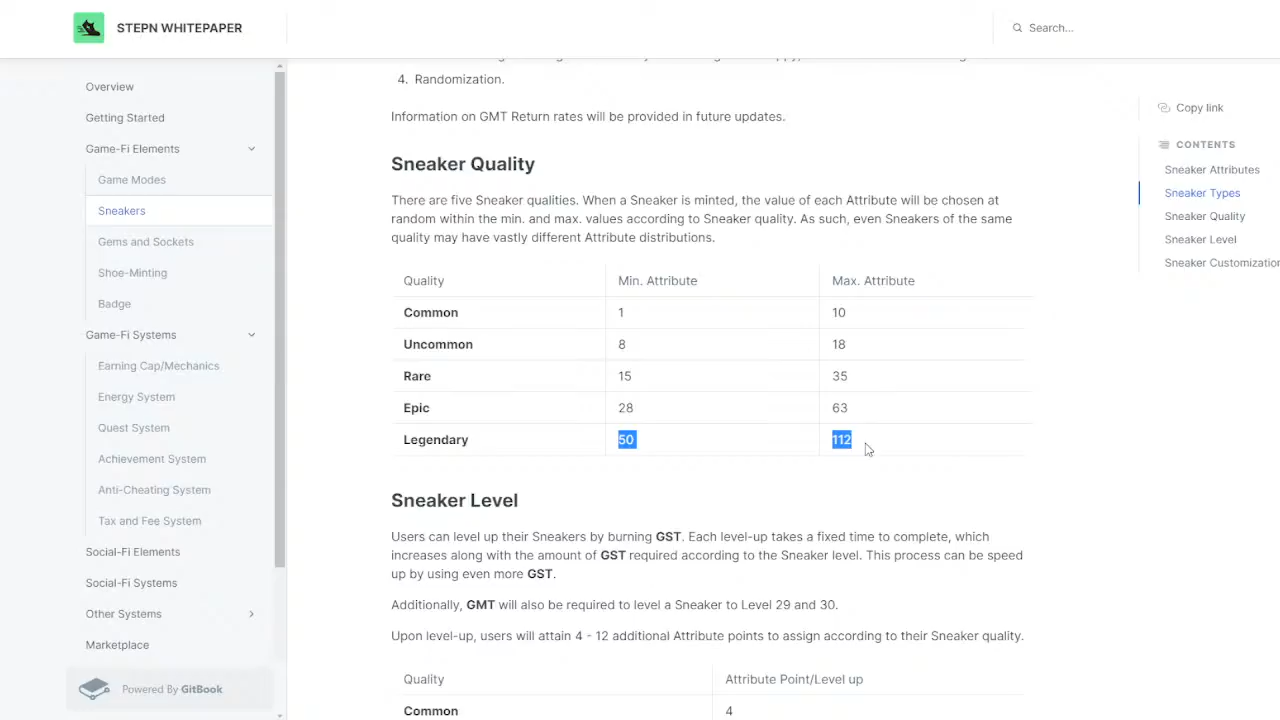 STEPN WHITEPAPER
Search...
Overview
Getting Started
Game-Fi Elements
Game Modes
Sneakers
Gems and Sockets
Shoe-Minting
Badge
Game-Fi Systems
Earning Cap/Mechanics
Energy System
Quest System
Achievement System
Anti-Cheating System
Tax and Fee System
Social-Fi Elements
Social-Fi Systems
Other Systems
Marketplace
Powered By GitBook
4. Randomization.
Information on GMT Return rates will be provided in future updates.
Sneaker Quality
There are five Sneaker qualities. When a Sneaker is minted, the value of each Attribute will be chosen at
random within the min. and max. values according to Sneaker quality. As such, even Sneakers of the same
quality may have vastly different Attribute distributions.
Quality Min. Attribute Max. Attribute
Common 1 10
Uncommon 8 18
Rare 15 35
Epic 28 63
Legendary 50 112
Sneaker Level
Users can level up their Sneakers by burning GST. Each level-up takes a fixed time to complete, which
increases along with the amount of GST required according to the Sneaker level. This process can be speed
up by using even more GST.
Additionally, GMT will also be required to level a Sneaker to Level 29 and 30.
Upon level-up, users will attain 4 - 12 additional Attribute points to assign according to their Sneaker quality.
Quality Attribute Point/Level up
Common 4
Copy link
CONTENTS
Sneaker Attributes
Sneaker Types
Sneaker Quality
Sneaker Level
Sneaker Customization